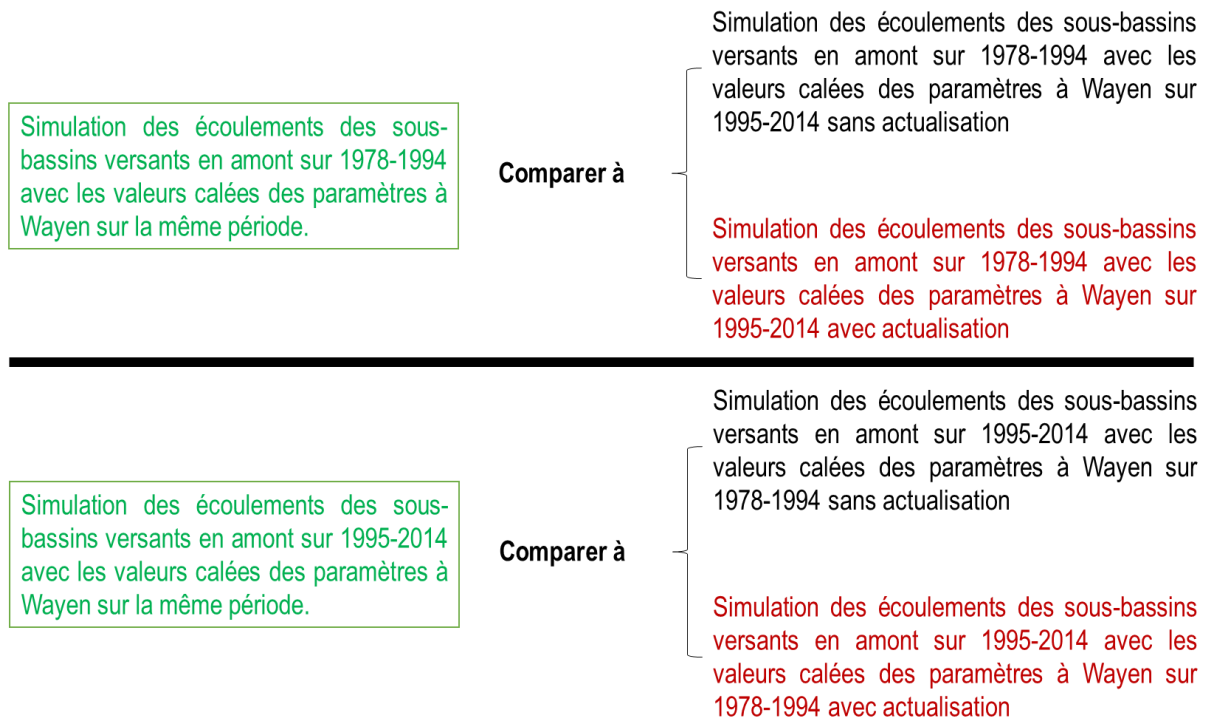 Simulation des écoulements des sous-
bassins versants en amont sur 1978-1994
avec les valeurs calées des paramètres à
Wayen sur la même période.
Comparer à
Simulation des écoulements des sous-bassins
versants en amont sur 1978-1994 avec les
valeurs calées des paramètres à Wayen sur
1995-2014 sans actualisation
Simulation des écoulements des sous-bassins
versants en amont sur 1978-1994 avec les
valeurs calées des paramètres à Wayen sur
1995-2014 avec actualisation
Simulation des écoulements des sous-
bassins versants en amont sur 1995-2014
avec les valeurs calées des paramètres à
Wayen sur la même période.
Comparer à
Simulation des écoulements des sous-bassins
versants en amont sur 1995-2014 avec les
valeurs calées des paramètres à Wayen sur
1978-1994 sans actualisation
Simulation des écoulements des sous-bassins
versants en amont sur 1995-2014 avec les
valeurs calées des paramètres à Wayen sur
1978-1994 avec actualisation